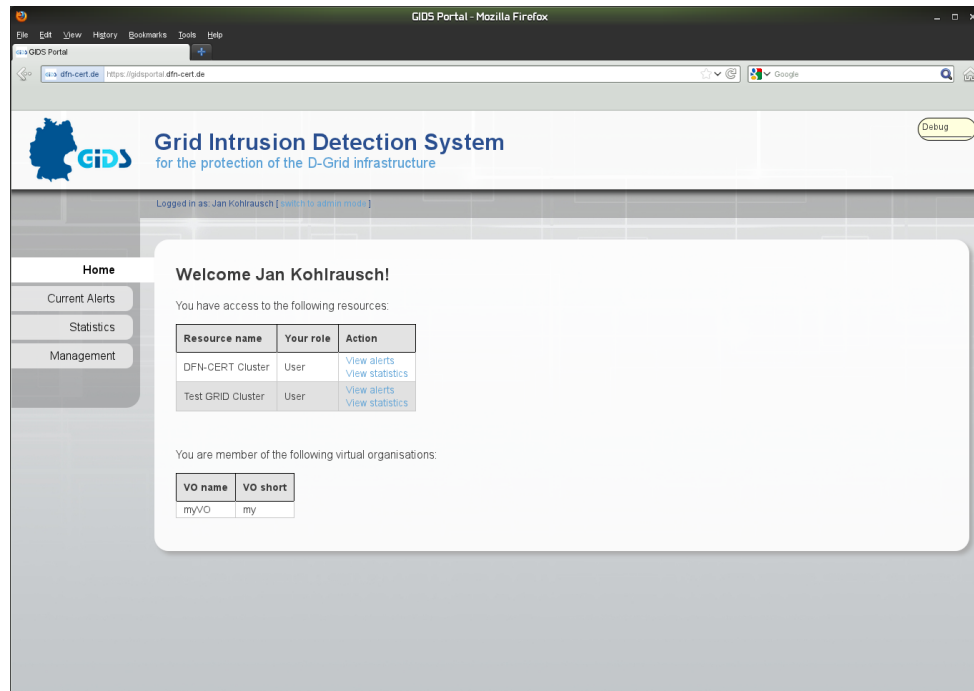 GIDS Portal - Mozilla Firefox
File Edit View History Bookmarks Tools Help
GIDS GIDS Portal
GIDS dfn-cert.de https://gidsportal.dfn-cert.de
Google
GIDS
Grid Intrusion Detection System
for the protection of the D-Grid infrastructure
Debug
Logged in as: Jan Kohlrausch [ switch to admin mode ]
Home
Current Alerts
Statistics
Management
Welcome Jan Kohlrausch!
You have access to the following resources:
Resource name Your role Action
DFN-CERT Cluster User View alerts
View statistics
Test GRID Cluster User View alerts
View statistics
You are member of the following virtual organisations:
VO name VO short
myVO my